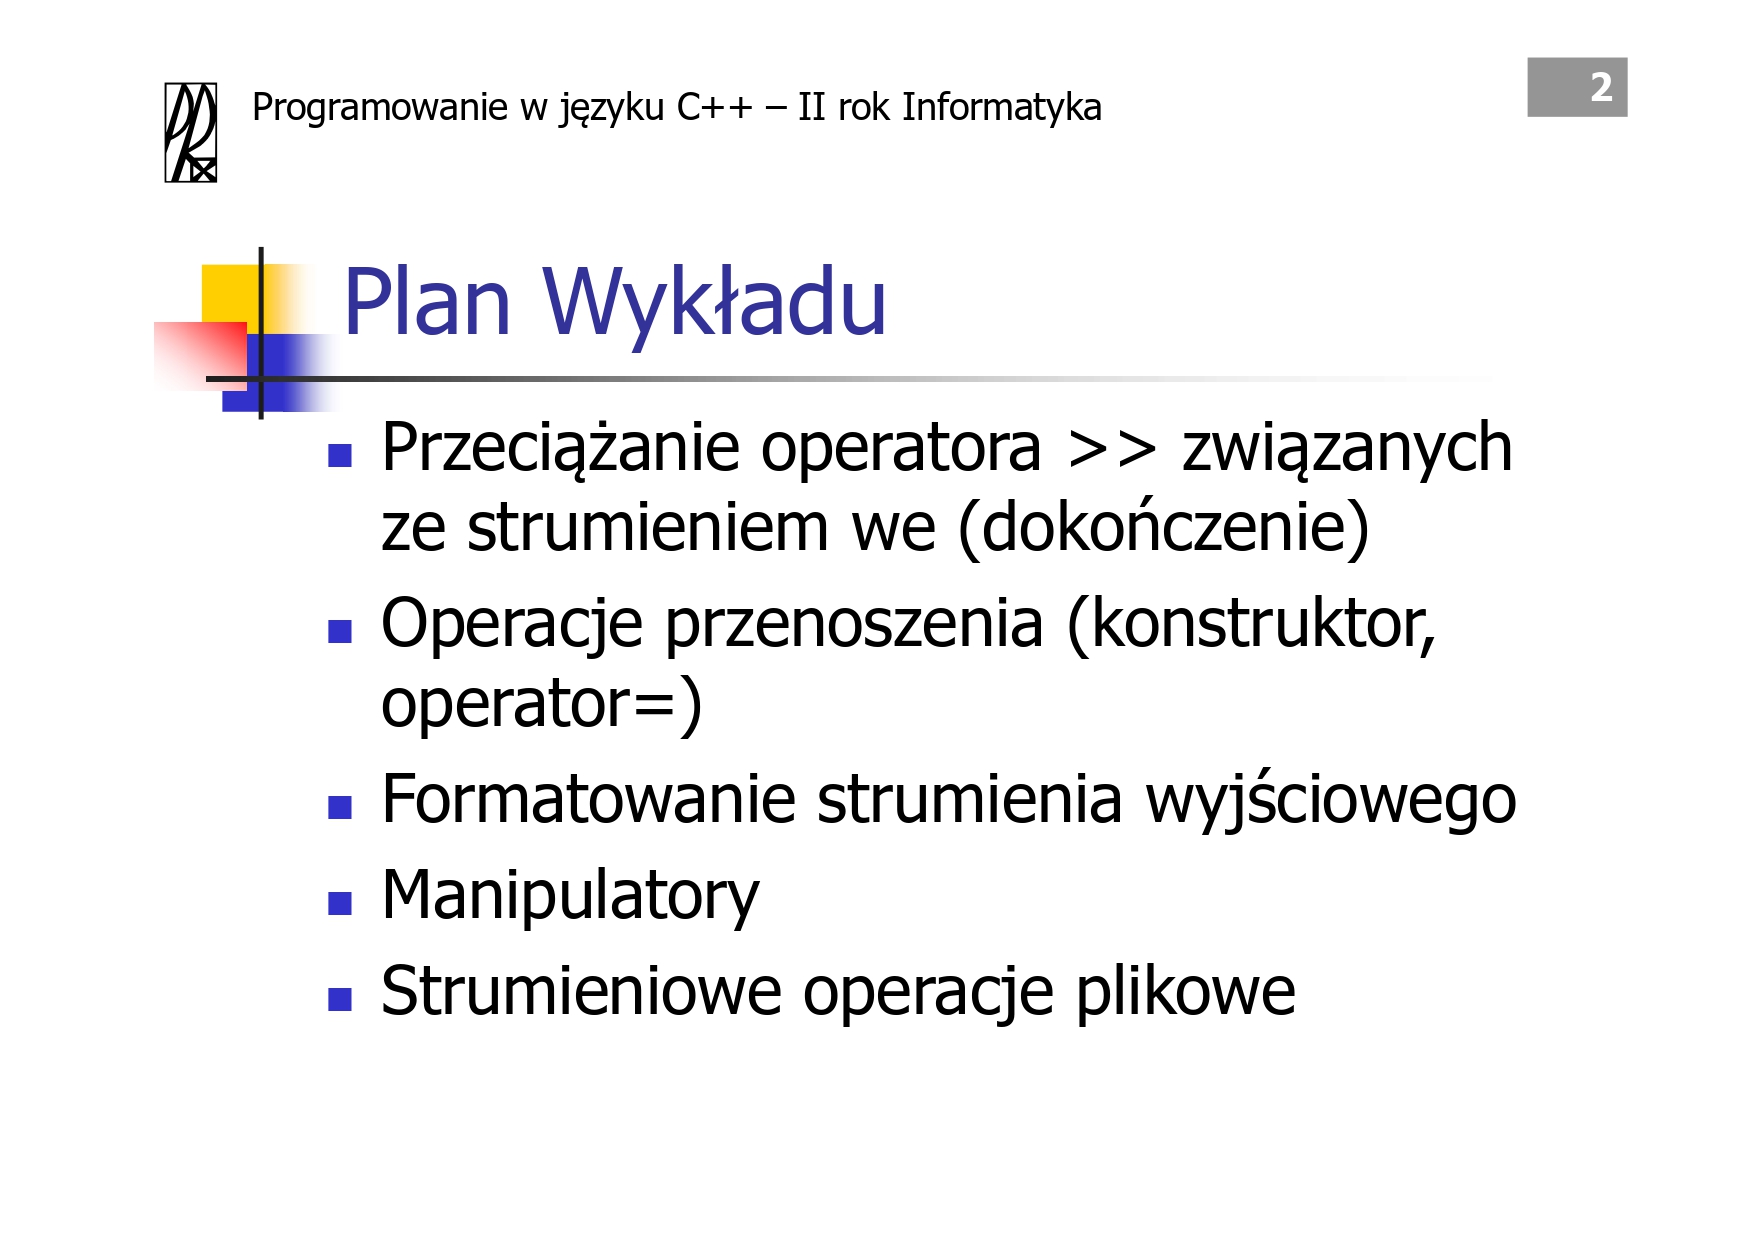 Programowanie w języku C++ – II rok Informatyka
2
Plan Wykładu
Przeciążanie operatora >> związanych
ze strumieniem we (dokończenie)
Operacje przenoszenia (konstruktor,
operator=)
Formatowanie strumienia wyjściowego
Manipulatory
Strumieniowe operacje plikowe